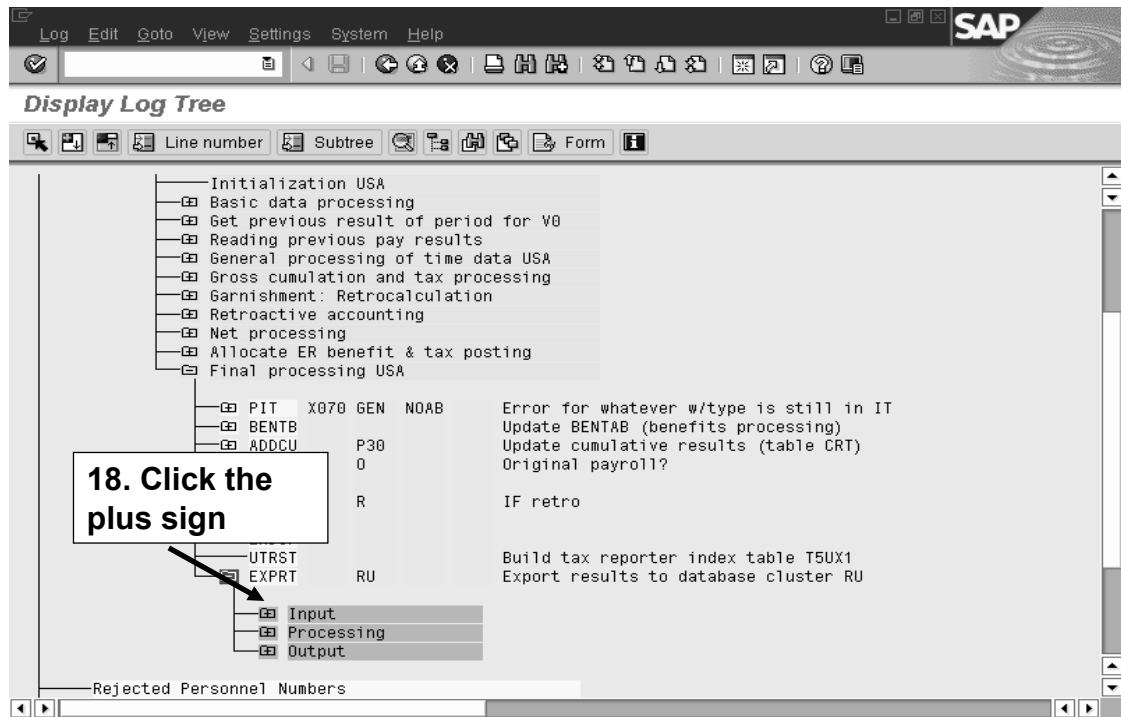 Log Edit Goto View Settings System Help
SAP
Display Log Tree
Line number Subtree Form
Initialization USA
Basic data processing
Get previous result of period for V0
Reading previous pay results
General processing of time data USA
Gross cumulation and tax processing
Garnishment: Retrocalculation
Retroactive accounting
Net processing
Allocate ER benefit & tax posting
Final processing USA
PIT X070 GEN NOAB Error for whatever w/type is still in IT
BENTB Update BENTAB (benefits processing)
ADDCU P30 Update cumulative results (table CRT)
O Original payroll?
R IF retro
18. Click the
plus sign
UTRST Build tax reporter index table T5UX1
EXPRT RU Export results to database cluster RU
Input
Processing
Output
Rejected Personnel Numbers